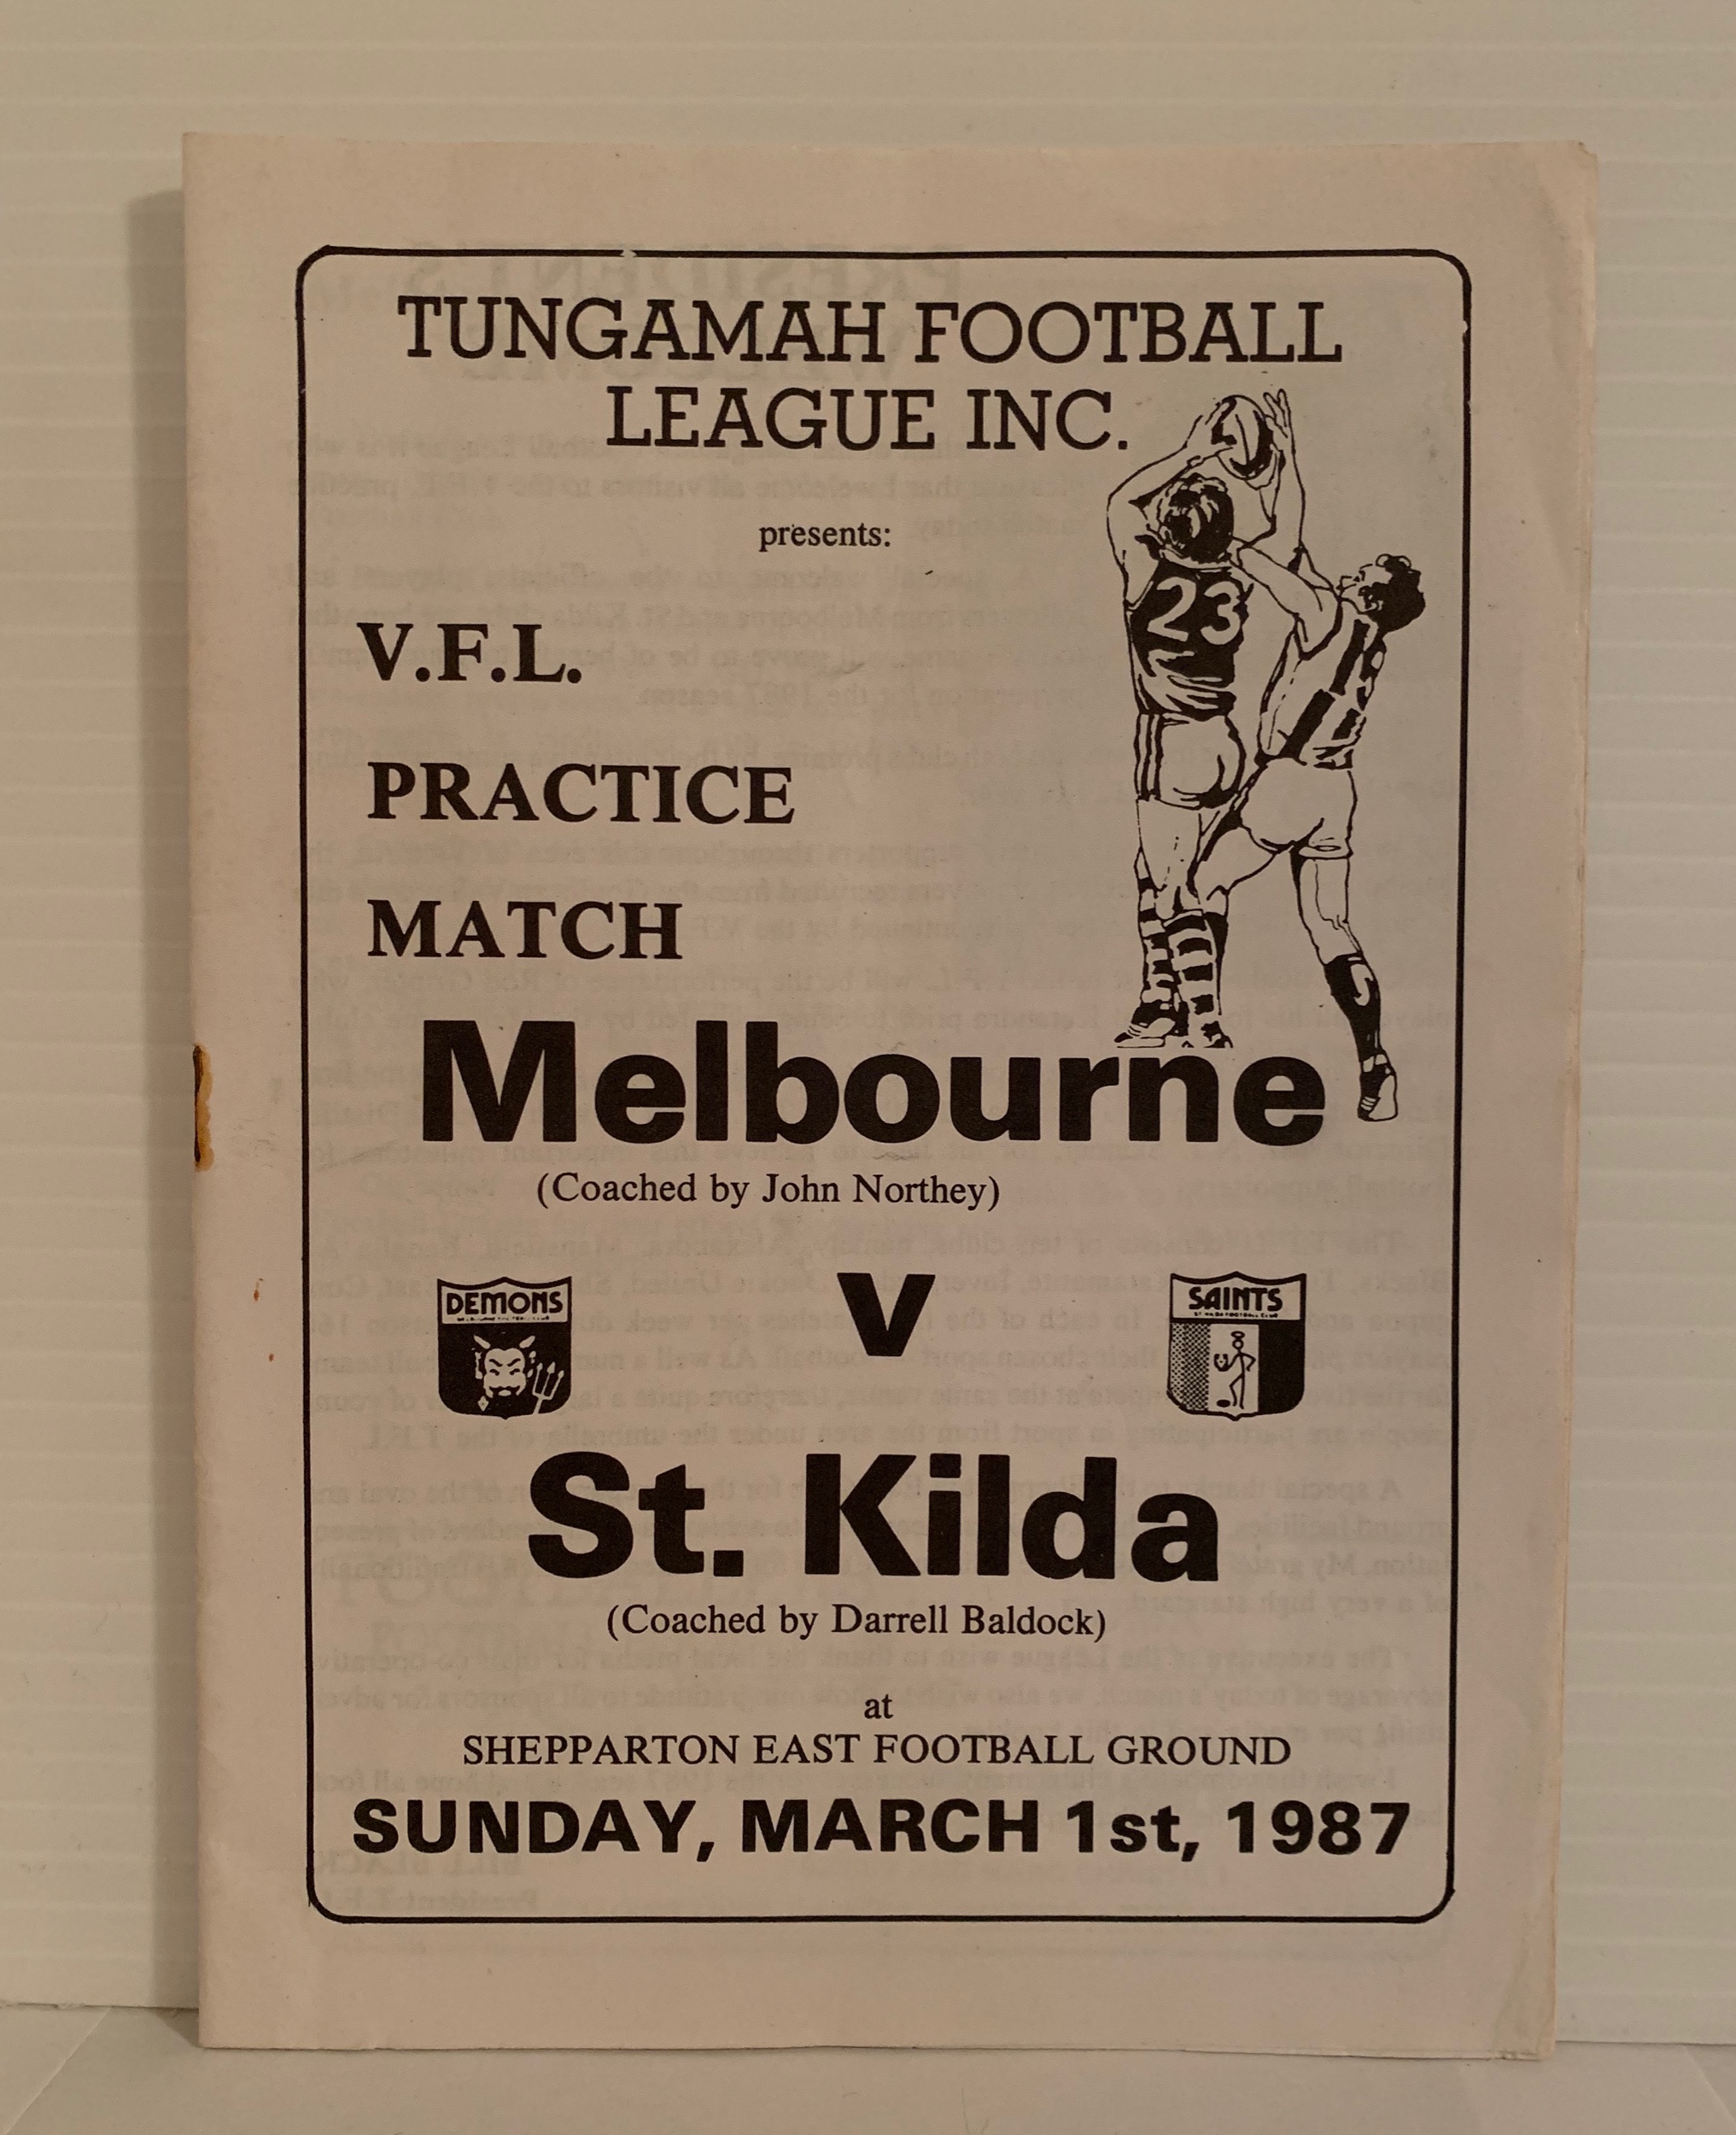 TUNGAMAH FOOTBALL
LEAGUE INC.
presents:
23
V.F.L.
PRACTICE
MATCH
Melbourne
(Coached by John Northey)
DEMONS
v
SAINTS
St. Kilda
(Coached by Darrell Baldock)
at
SHEPPARTON EAST FOOTBALL GROUND
SUNDAY, MARCH 1st, 1987